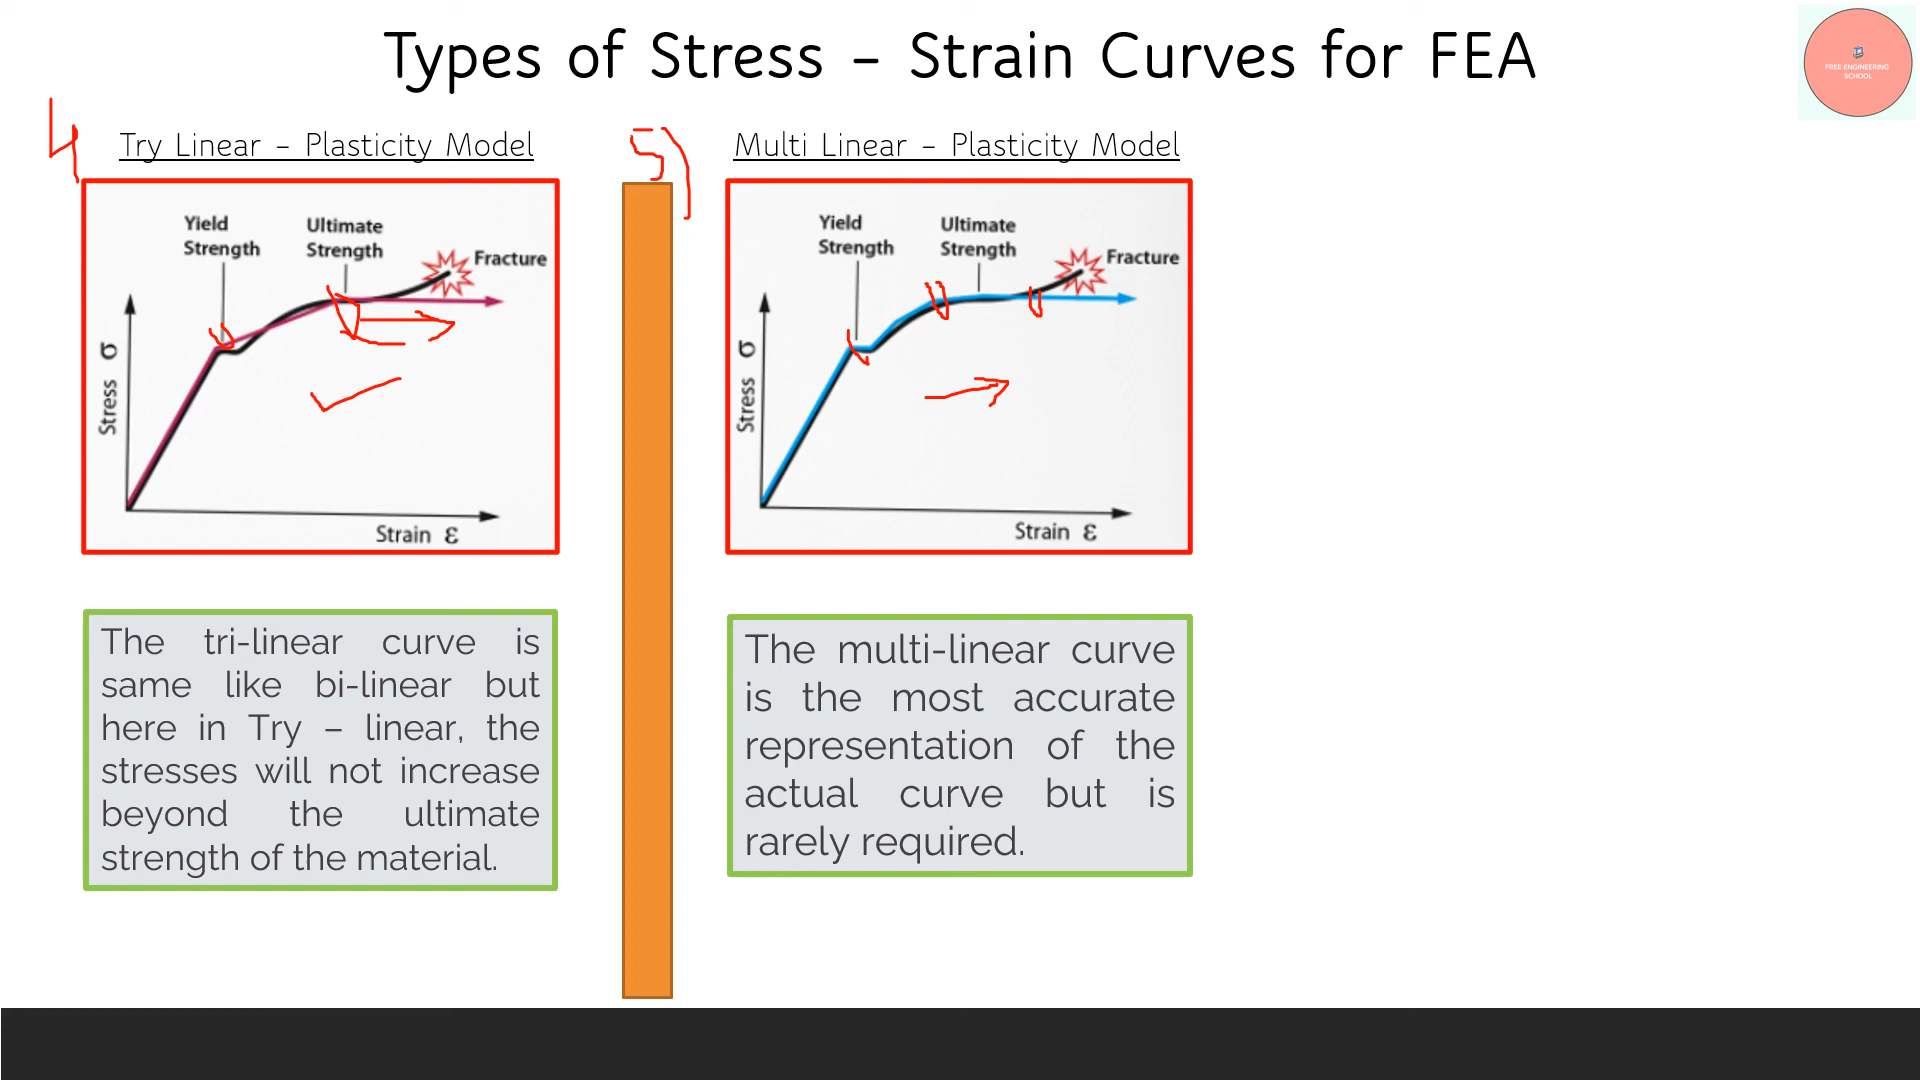 Types of Stress – Strain Curves for FEA
FREE ENGINEERING
SCHOOL
4
Try Linear – Plasticity Model
Yield
Strength
Ultimate
Strength
Fracture
Stress σ
Strain ε
The tri-linear curve is
same like bi-linear but
here in Try – linear, the
stresses will not increase
beyond the ultimate
strength of the material.
5)
Multi Linear – Plasticity Model
Yield
Strength
Ultimate
Strength
Fracture
Stress σ
Strain ε
The multi-linear curve
is the most accurate
representation of the
actual curve but is
rarely required.